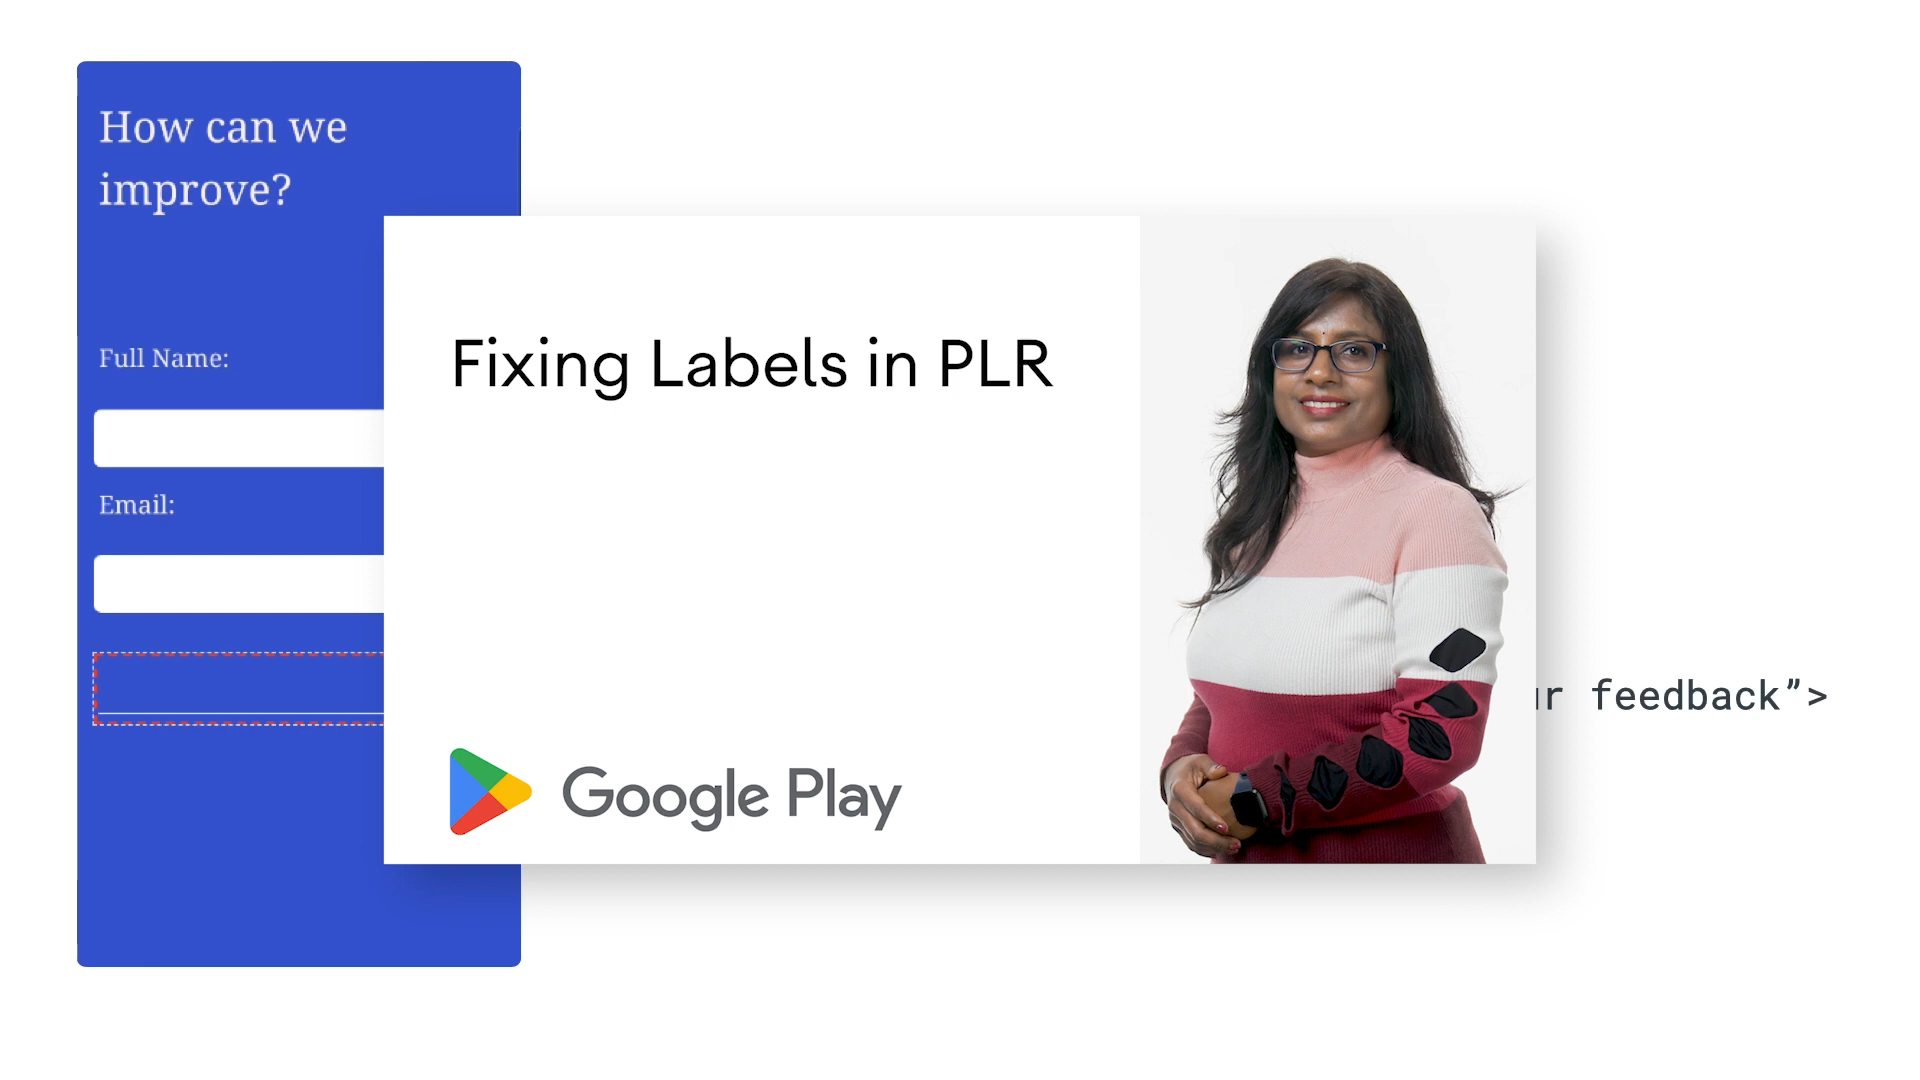 How can we
improve?
Full Name:
Email:
Fixing Labels in PLR
Google Play
feedback”>